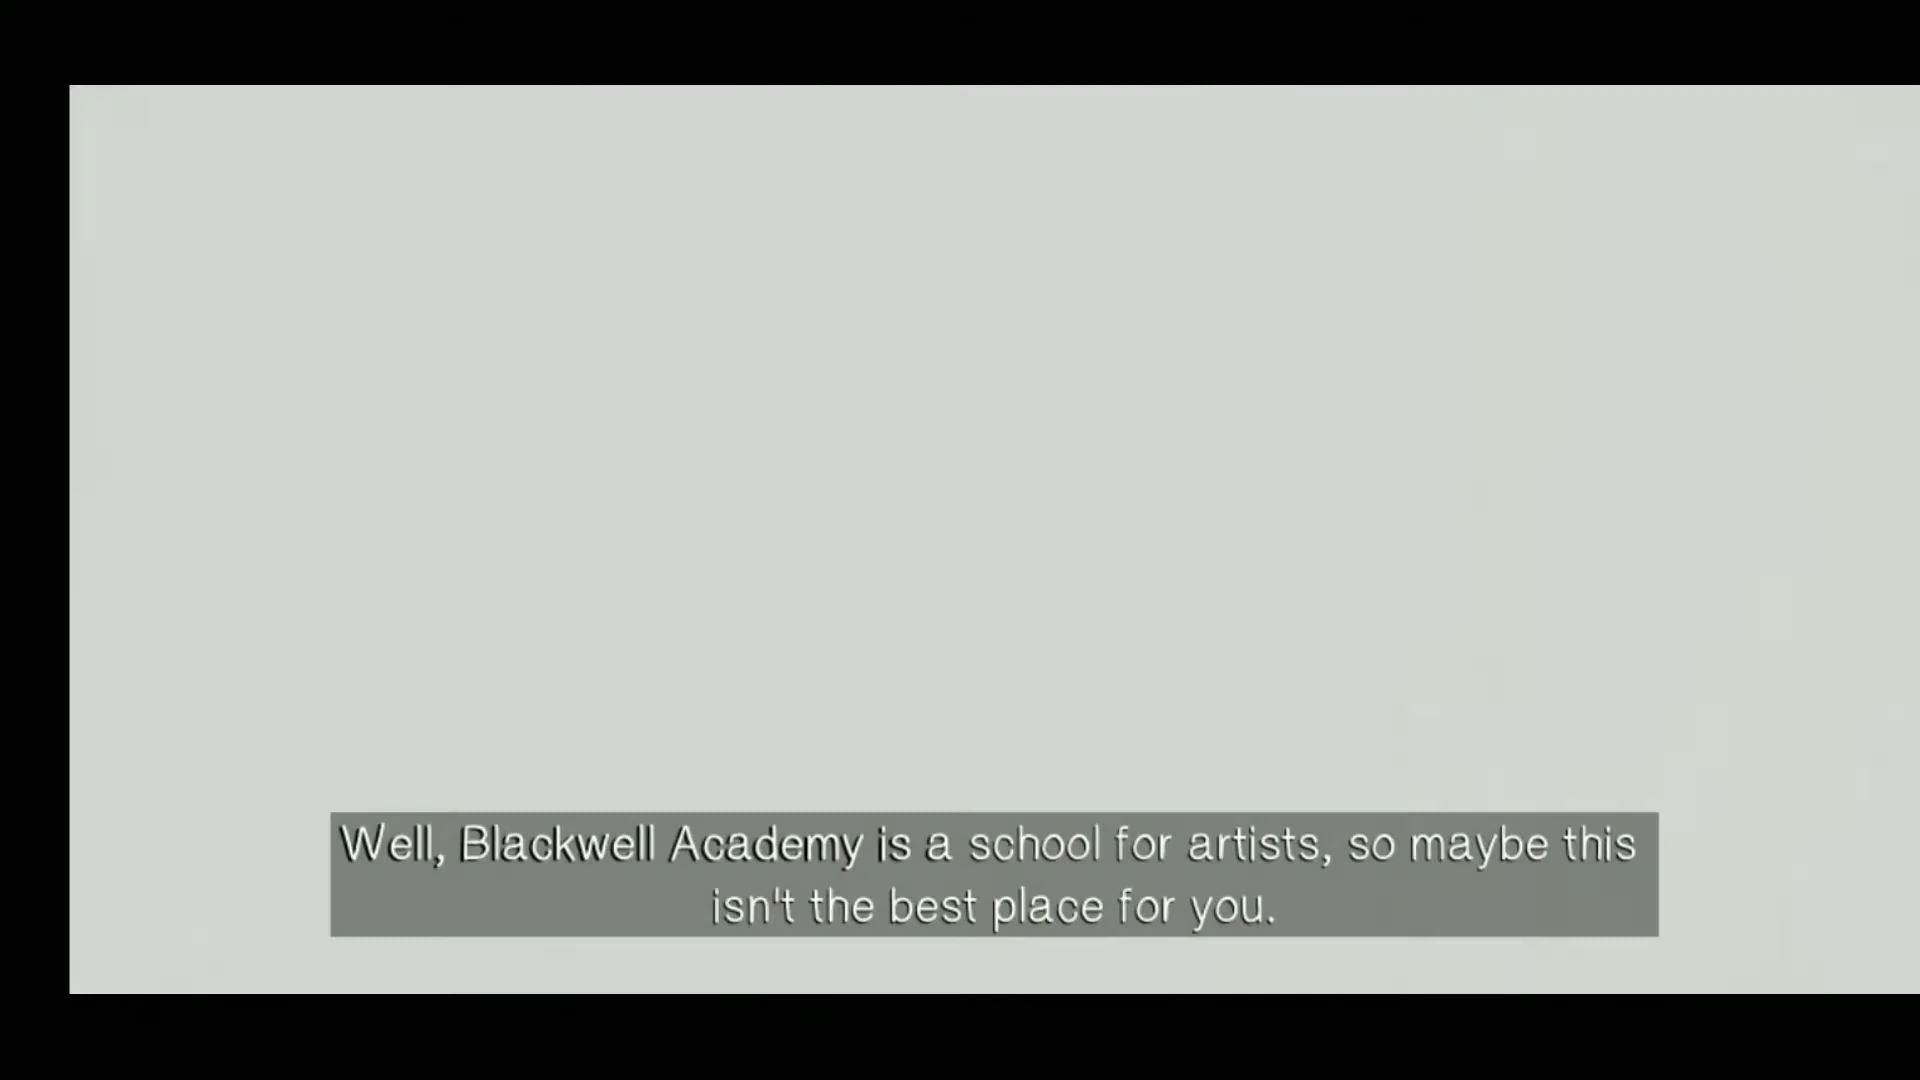 Well, Blackwell Academy is a school for artists, so maybe this
isn't the best place for you.